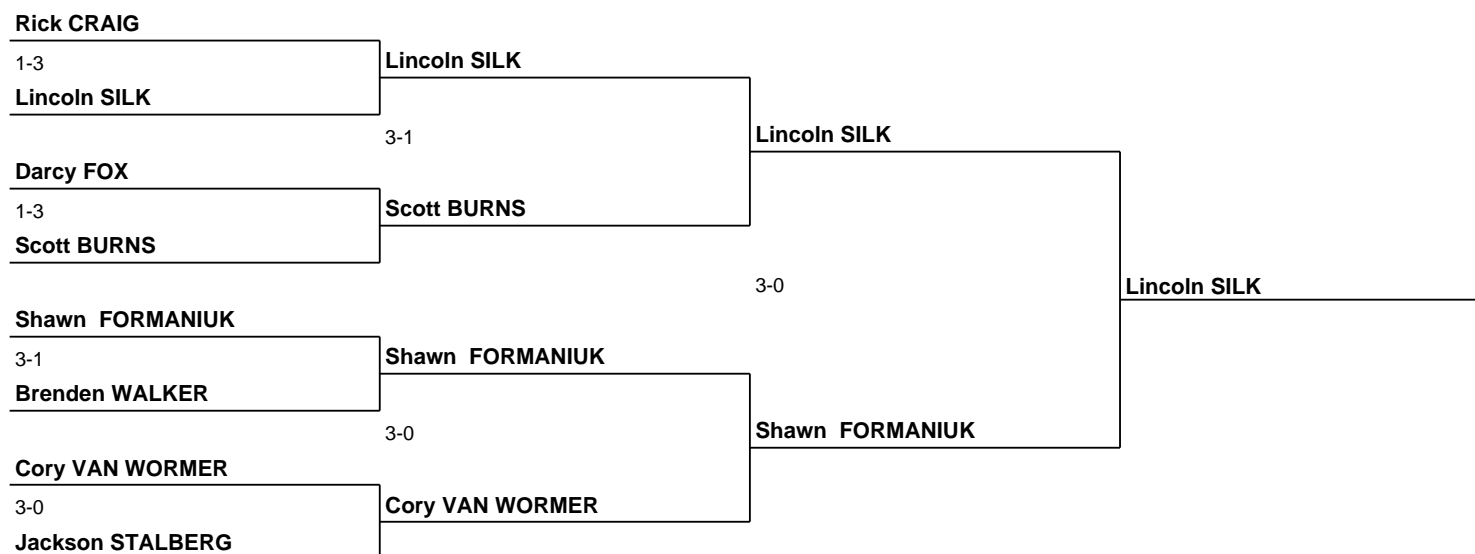 Rick CRAIG
1-3
Lincoln SILK
Lincoln SILK
3-1
Lincoln SILK
Darcy FOX
1-3
Scott BURNS
Scott BURNS
3-0
Lincoln SILK
Shawn  FORMANIUK
3-1
Shawn  FORMANIUK
Brenden WALKER
3-0
Shawn  FORMANIUK
Cory VAN WORMER
3-0
Cory VAN WORMER
Jackson STALBERG